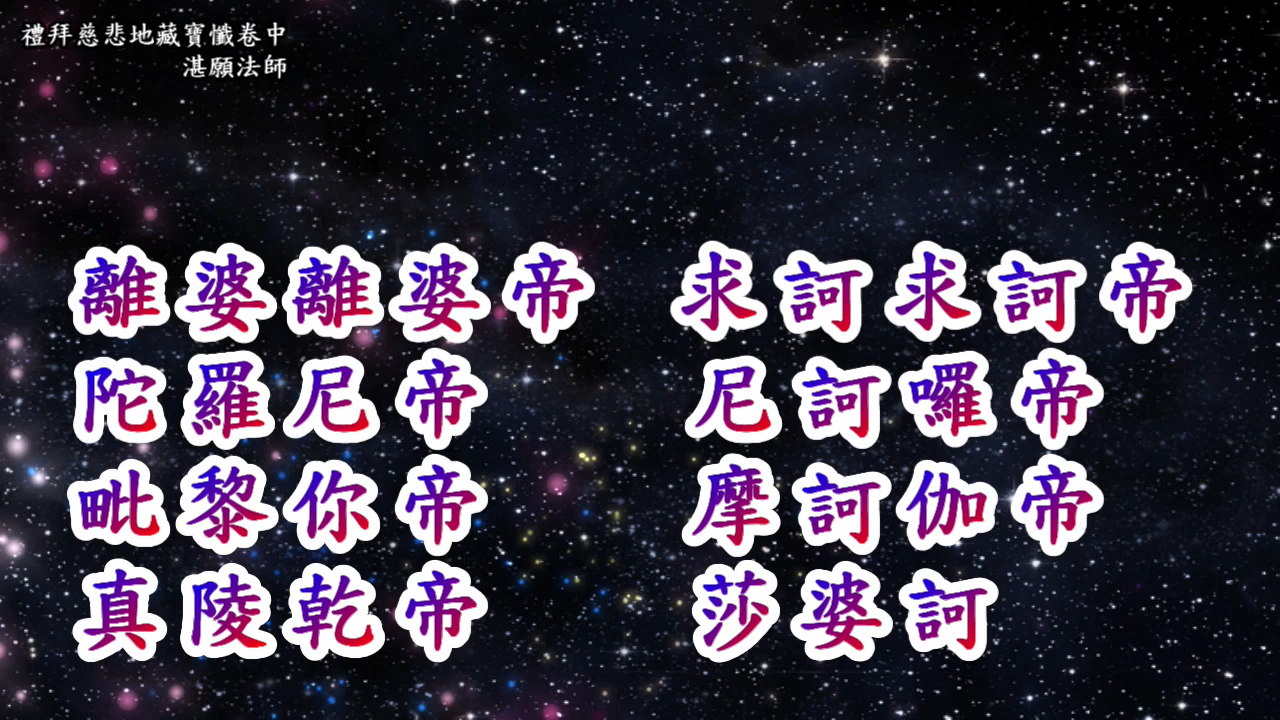 禮拜慈悲地藏寶懺卷中
湛願法師
離婆離婆帝 求訶求訶帝
陀羅尼帝 尼訶囉帝
毗黎你帝 摩訶伽帝
真陵乾帝 莎婆訶